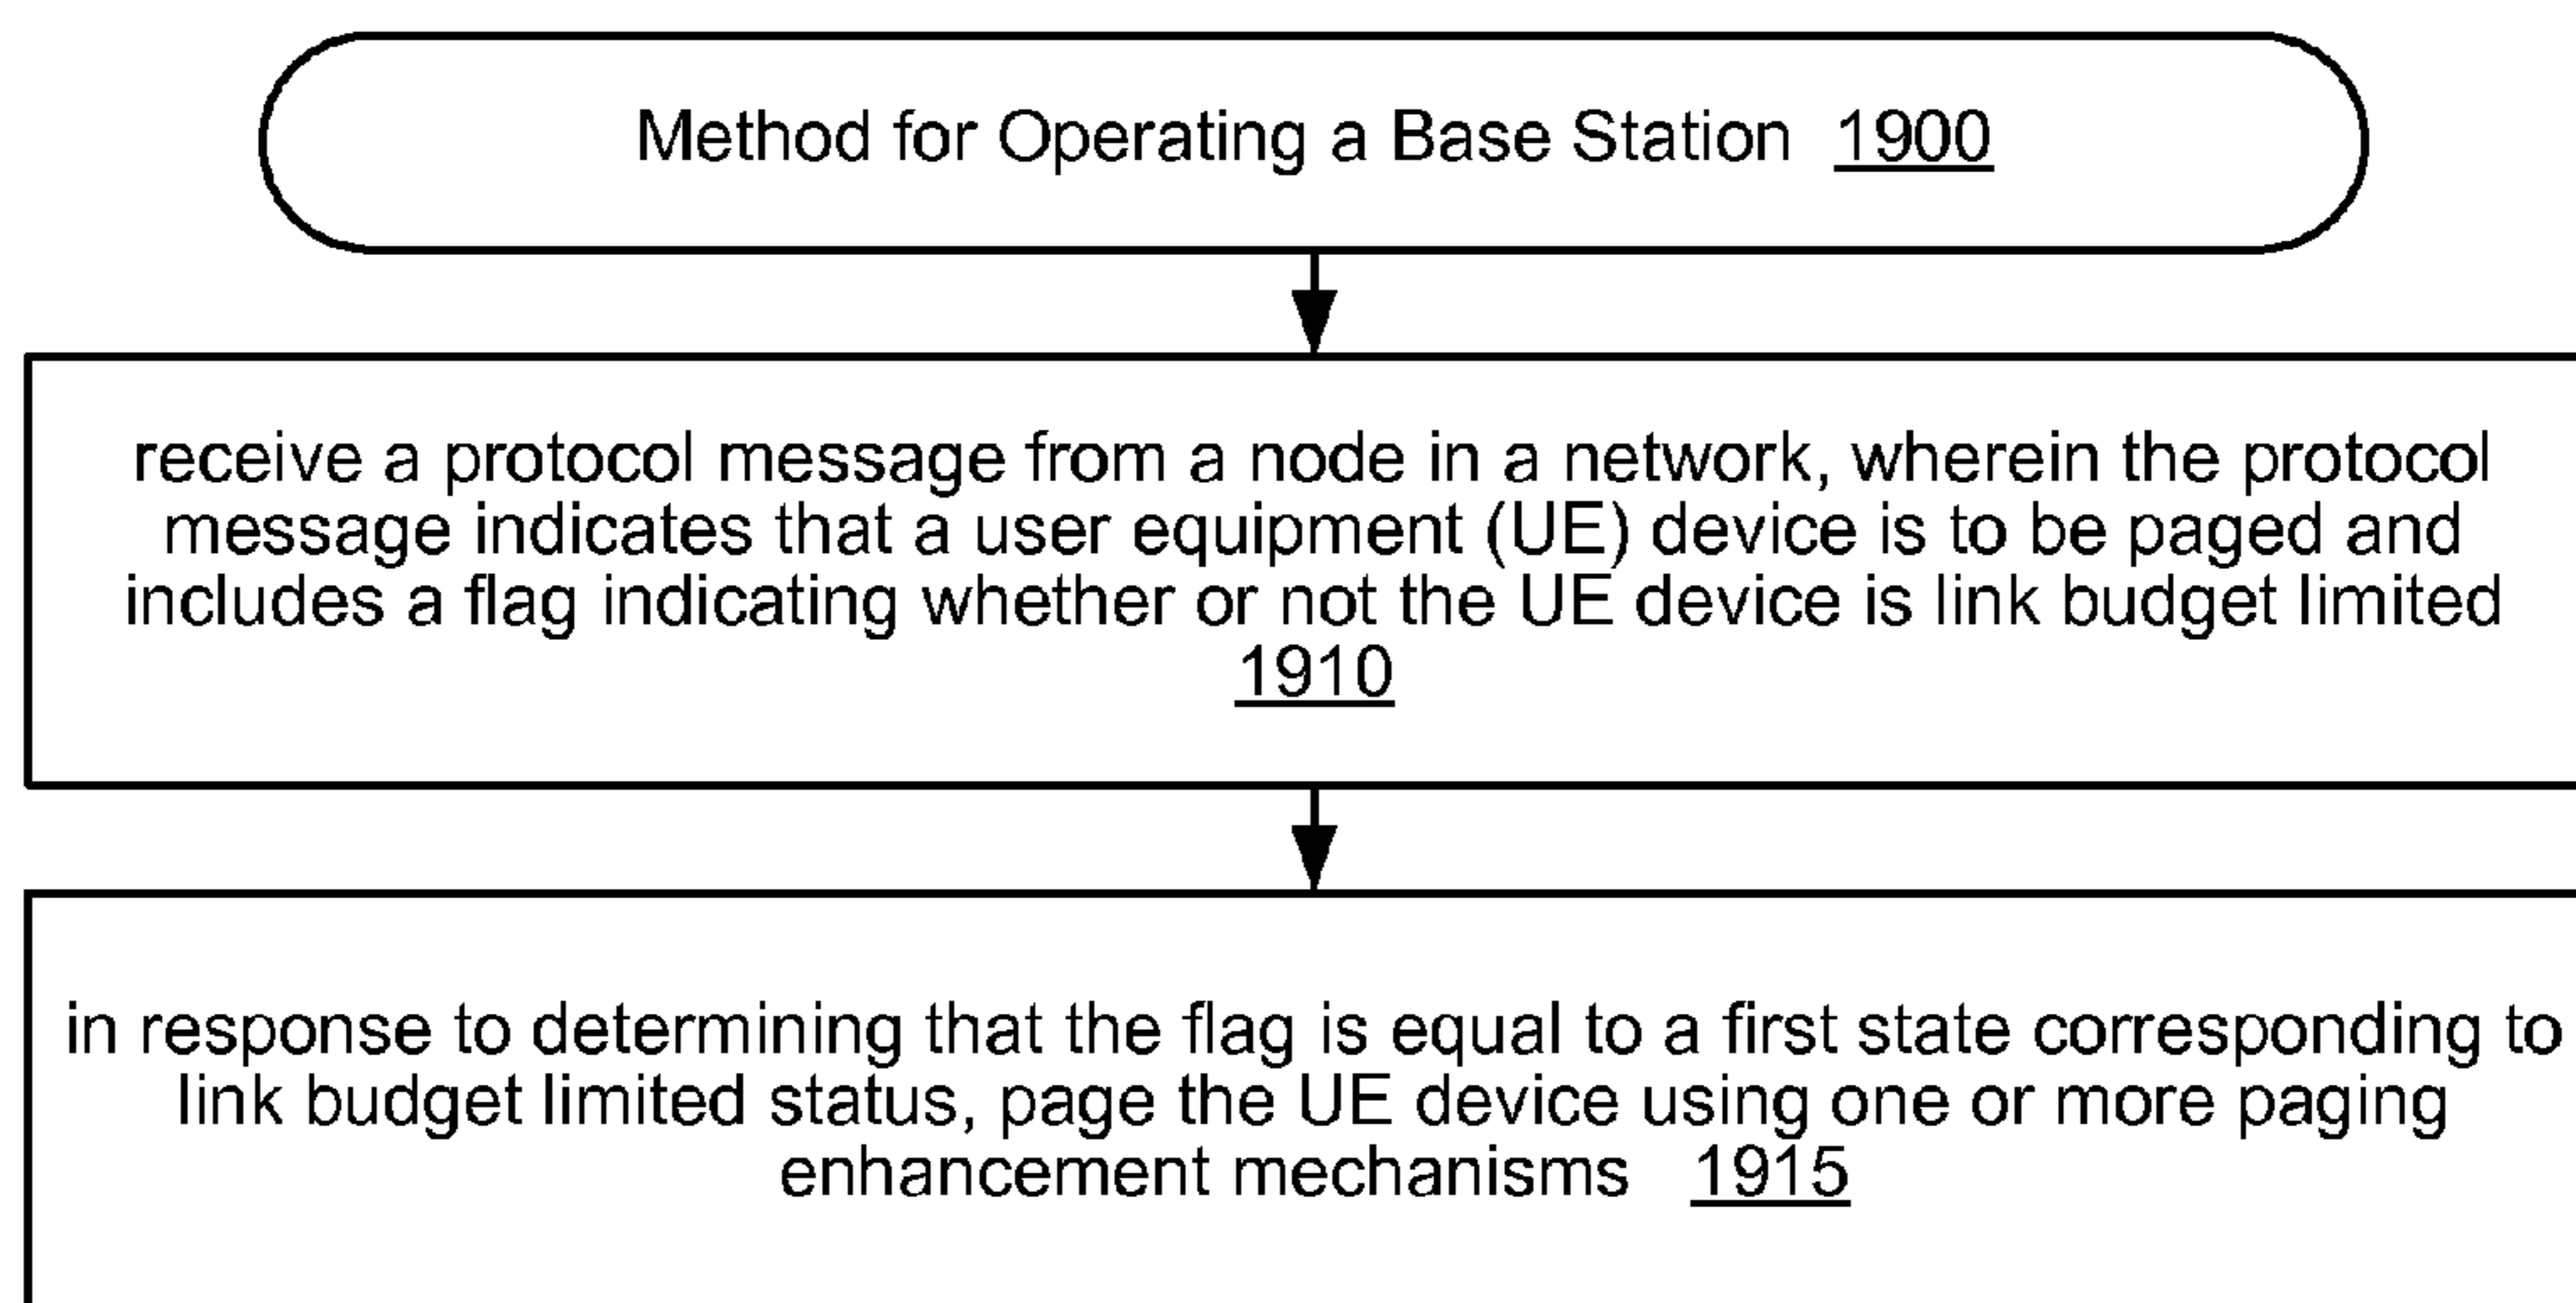 Method for Operating a Base Station 1900
receive a protocol message from a node in a network, wherein the protocol
message indicates that a user equipment (UE) device is to be paged and
includes a flag indicating whether or not the UE device is link budget limited
1910
in response to determining that the flag is equal to a first state corresponding to
link budget limited status, page the UE device using one or more paging
enhancement mechanisms 1915